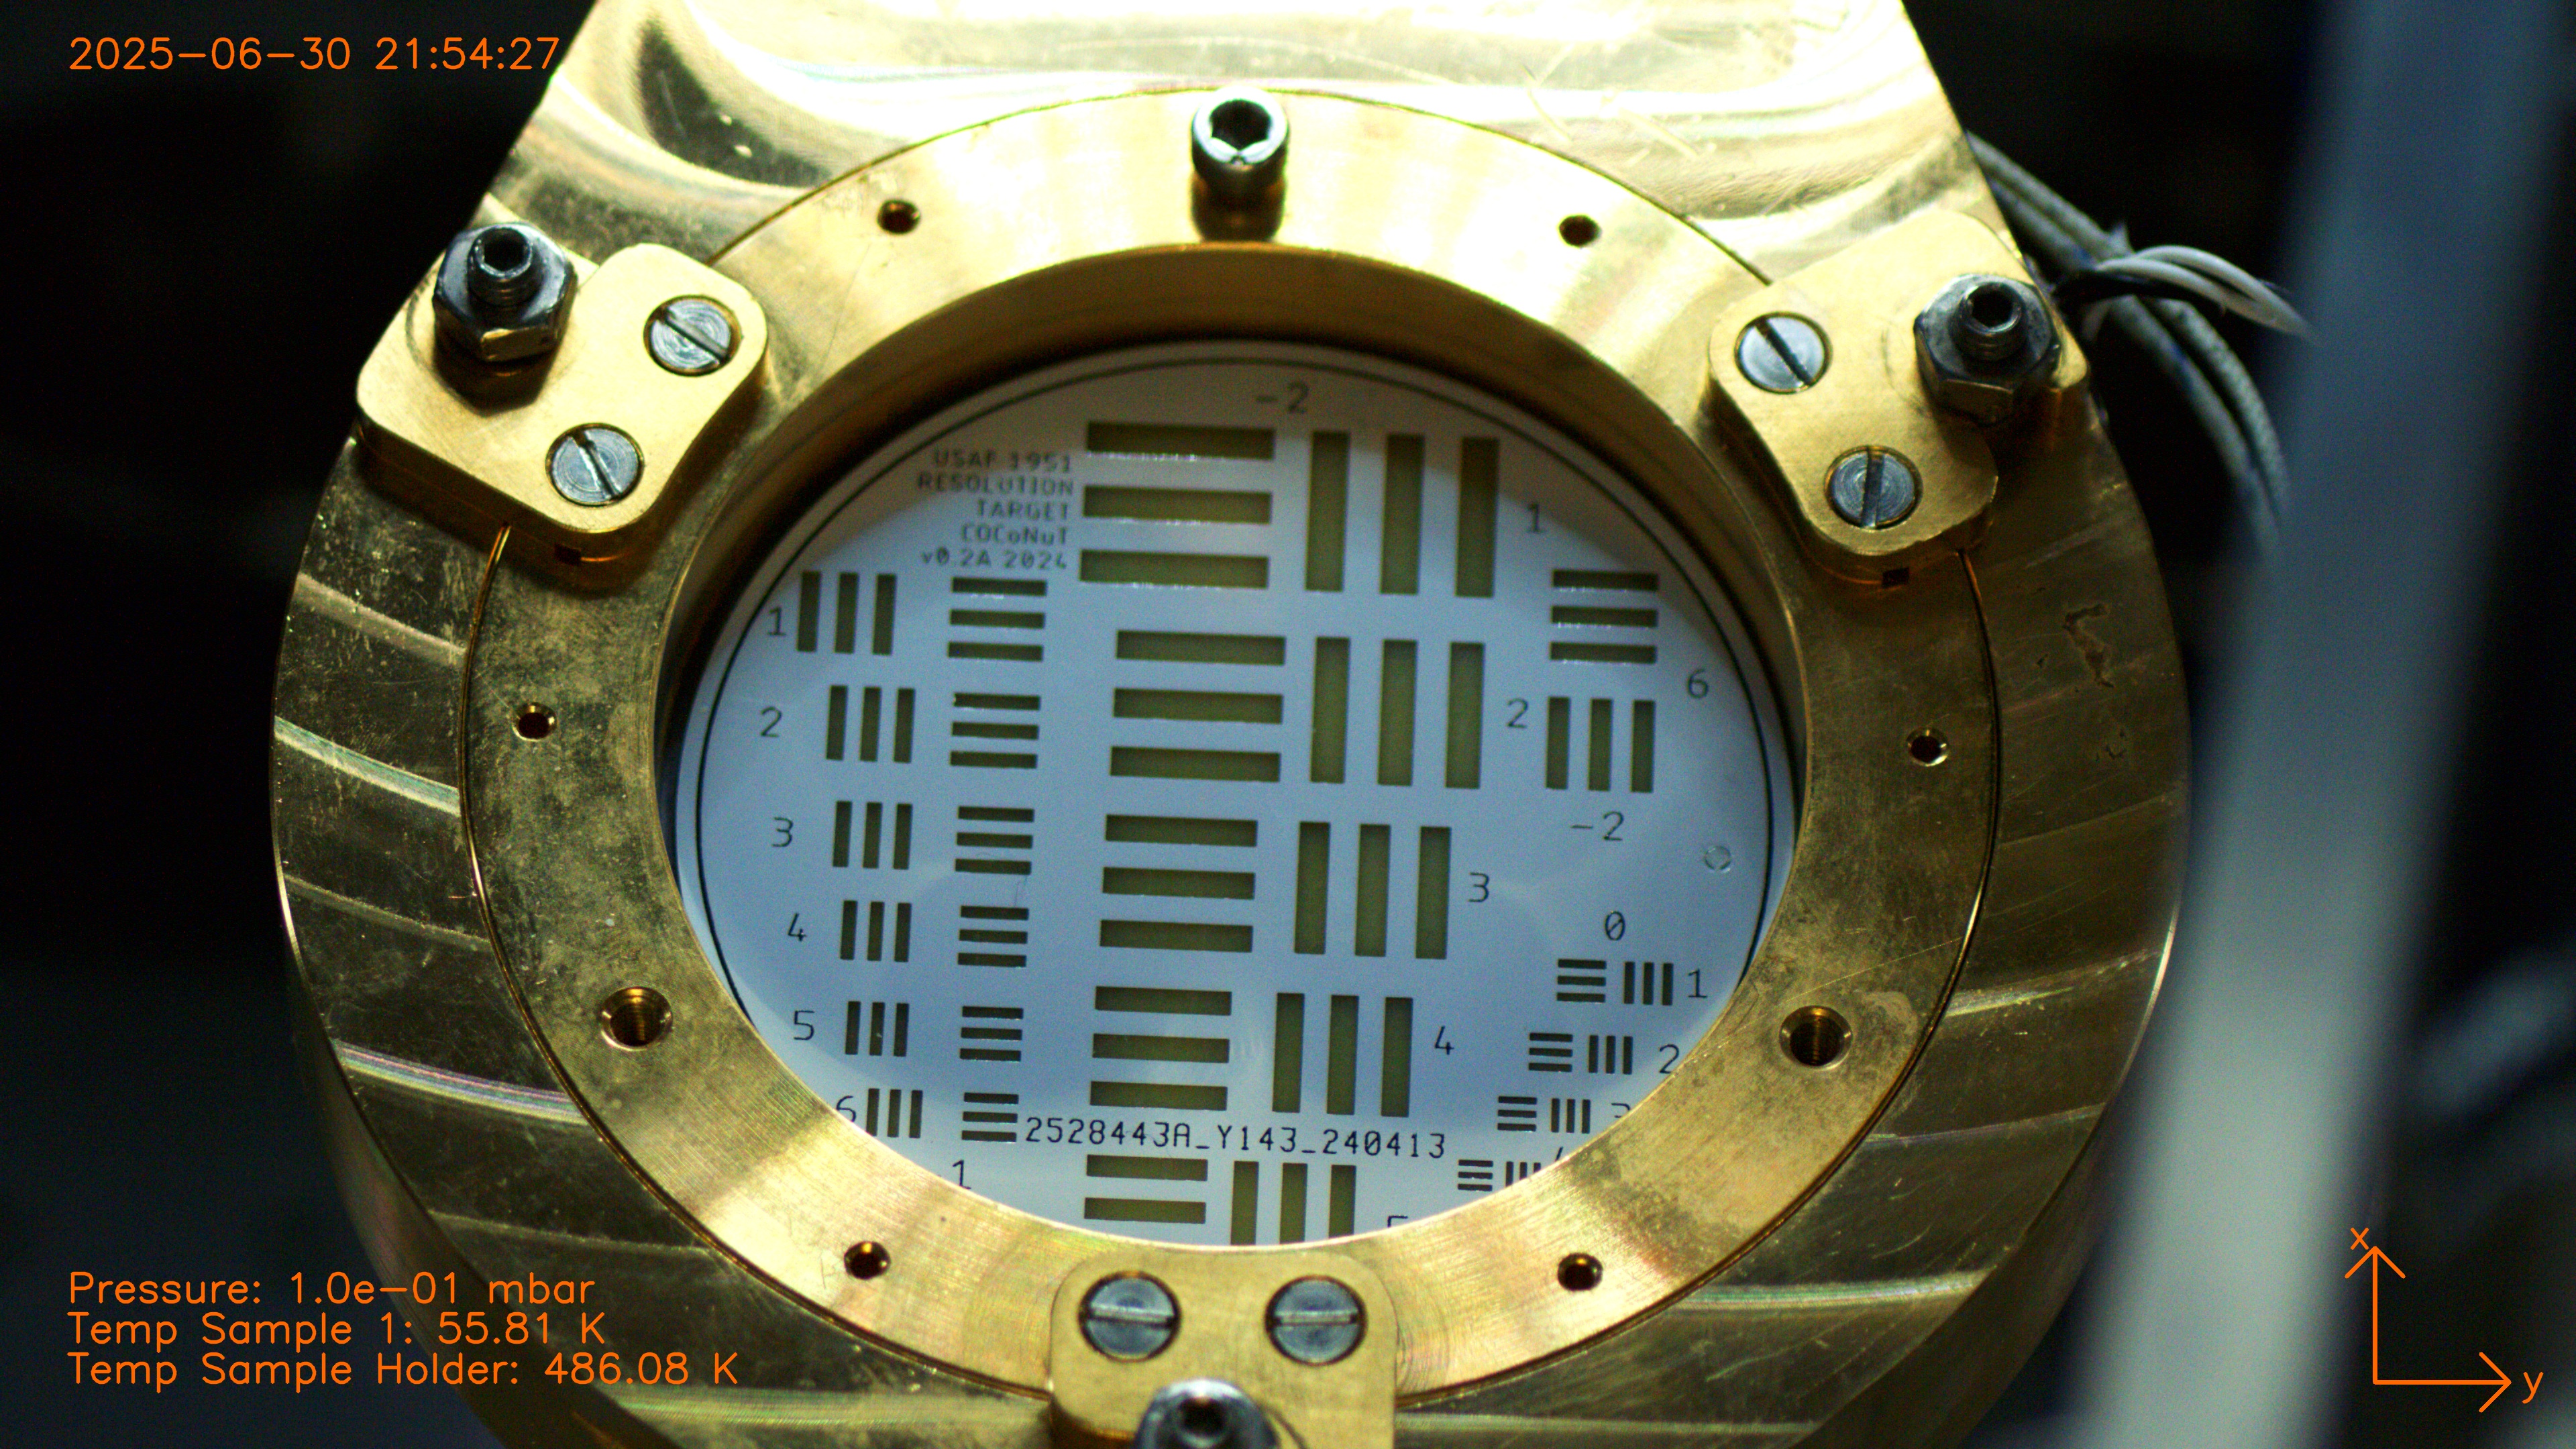 2025-06-30 21:54:27
-2
USAF 1951
RESOLUTION
TARGET
COCoNuT
v0.2A 2024
1
1
6
2
2
-2
3
3
0
4
1
5
4
2
6
3
2528443A_Y143_240413
1
5
Pressure: 1.0e-01 mbar
Temp Sample 1: 55.81 K
Temp Sample Holder: 486.08 K
x
y